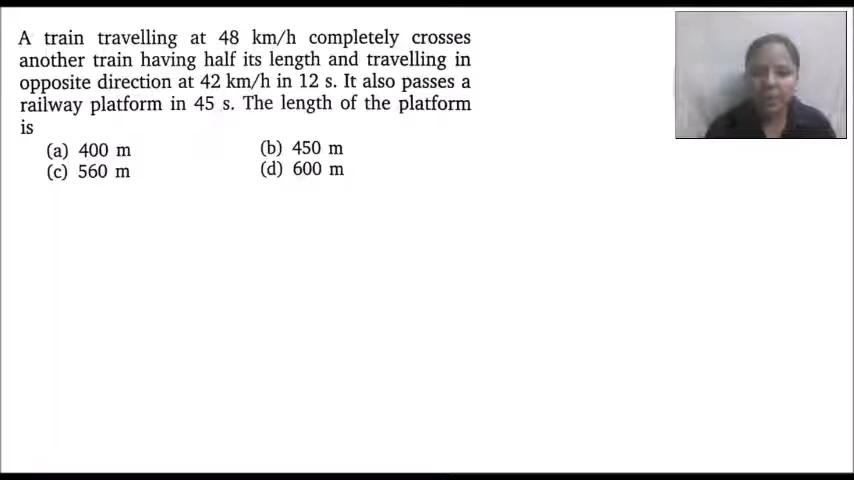 A train travelling at 48 km/h completely crosses
another train having half its length and travelling in
opposite direction at 42 km/h in 12 s. It also passes a
railway platform in 45 s. The length of the platform
is
(a) 400 m (b) 450 m
(c) 560 m (d) 600 m